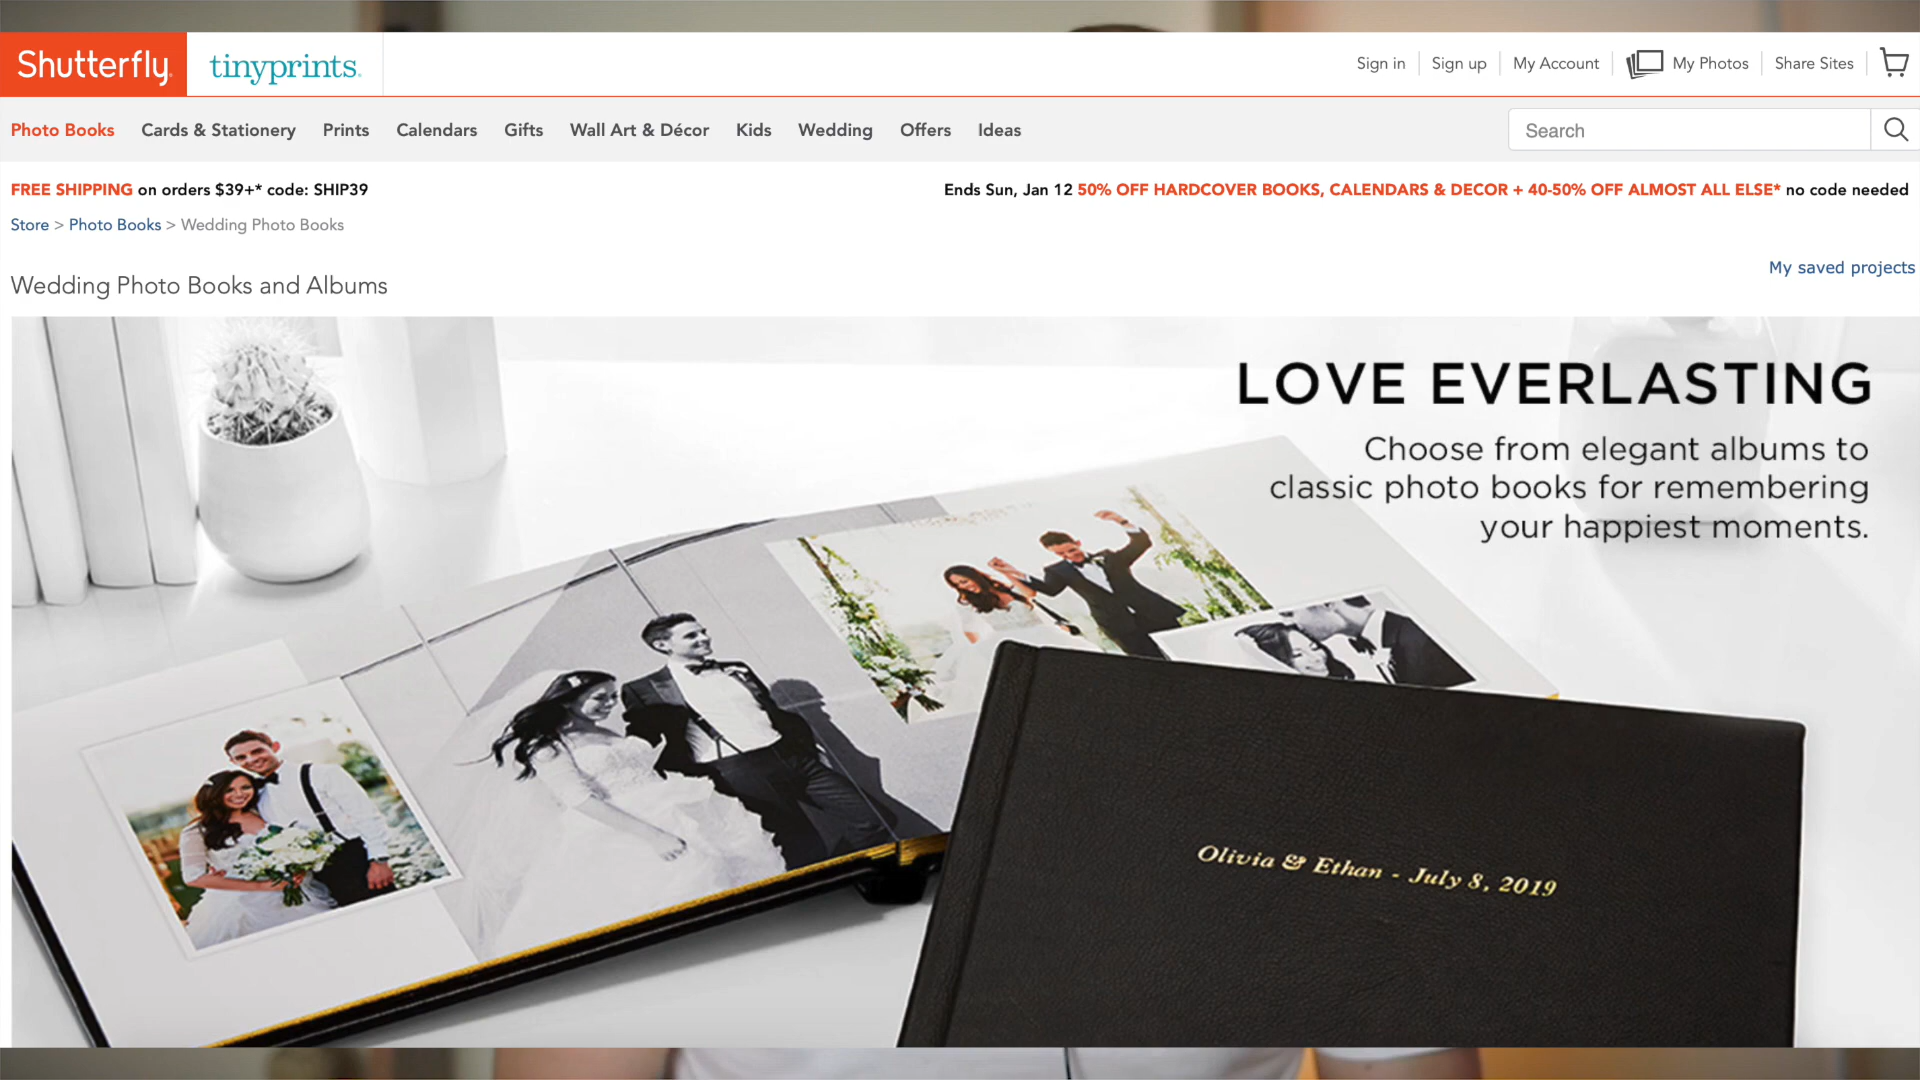 Shutterfly.
tinyprints.
Sign in
Sign up
My Account
My Photos
Share Sites
Photo Books
Cards & Stationery
Prints
Calendars
Gifts
Wall Art & Décor
Kids
Wedding
Offers
Ideas
Search
FREE SHIPPING on orders $39+* code: SHIP39
Ends Sun, Jan 12 50% OFF HARDCOVER BOOKS, CALENDARS & DECOR + 40-50% OFF ALMOST ALL ELSE* no code needed
Store > Photo Books > Wedding Photo Books
My saved projects
Wedding Photo Books and Albums
LOVE EVERLASTING
Choose from elegant albums to
classic photo books for remembering
your happiest moments.
Olivia & Ethan - July 8, 2019